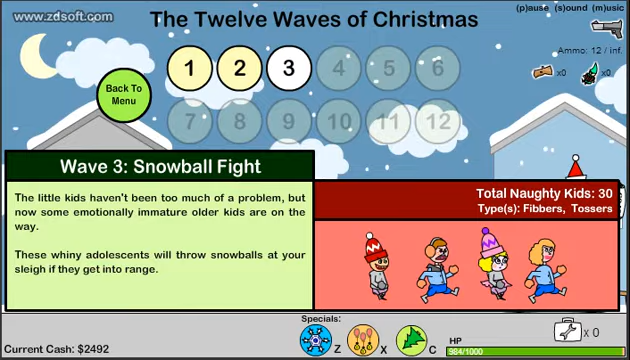 www.zdsoft.com
The Twelve Waves of Christmas
(p)ause (s)ound (m)usic
Ammo: 12 / inf.
x0 x0
1 2 3 4 5 6
Back To
Menu
7 8 9 10 11 12
Wave 3: Snowball Fight
The little kids haven't been too much of a problem, but
now some emotionally immature older kids are on the
way.
These whiny adolescents will throw snowballs at your
sleigh if they get into range.
Total Naughty Kids: 30
Type(s): Fibbers, Tossers
Specials:
Z X C
x 0
Current Cash: $2492
HP
984/1000